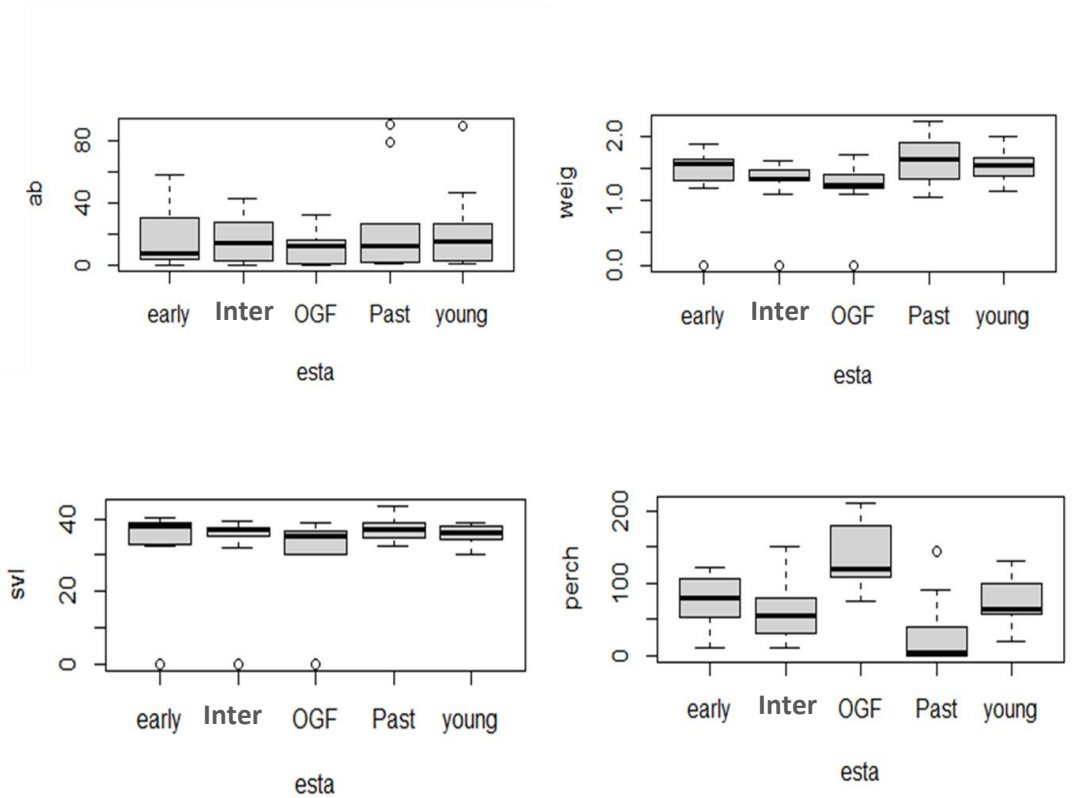 ab
80
40
0
early Inter OGF Past young
esta
weig
2.0
1.0
0.0
early Inter OGF Past young
esta
svl
40
20
0
early Inter OGF Past young
esta
perch
200
100
0
early Inter OGF Past young
esta